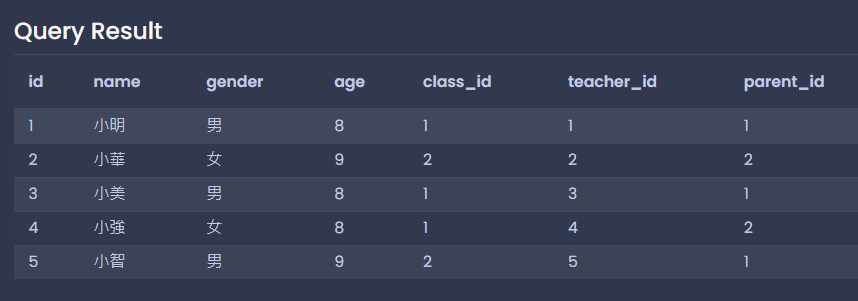 Query Result
id name gender age class_id teacher_id parent_id
1 小明 男 8 1 1 1
2 小華 女 9 2 2 2
3 小美 男 8 1 3 1
4 小強 女 8 1 4 2
5 小智 男 9 2 5 1